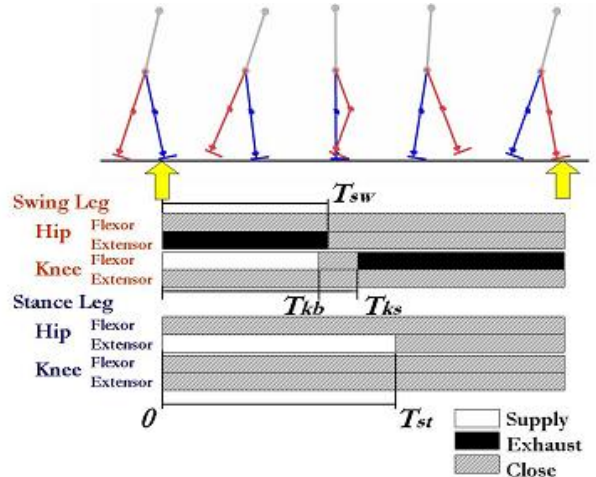 Tsw
Swing Leg
Hip Flexor
Extensor
Knee Flexor
Extensor
Tkb Tks
Stance Leg
Hip Flexor
Extensor
Knee Flexor
Extensor
0 Tst
Supply
Exhaust
Close